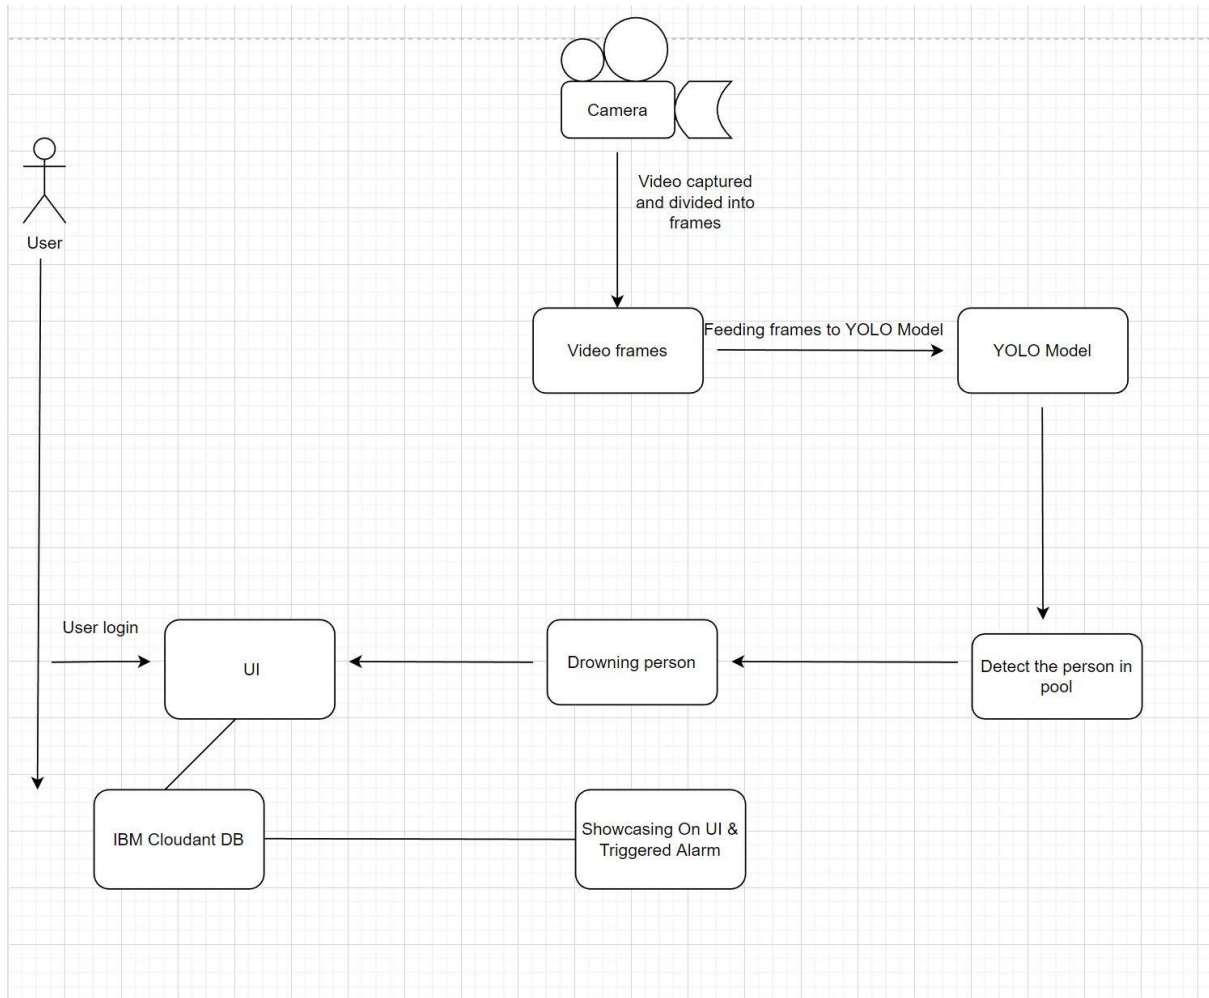 Camera
Video captured
and divided into
frames
User
Feeding frames to YOLO Model
Video frames
YOLO Model
User login
UI
Drowning person
Detect the person in
pool
IBM Cloudant DB
Showcasing On UI &
Triggered Alarm